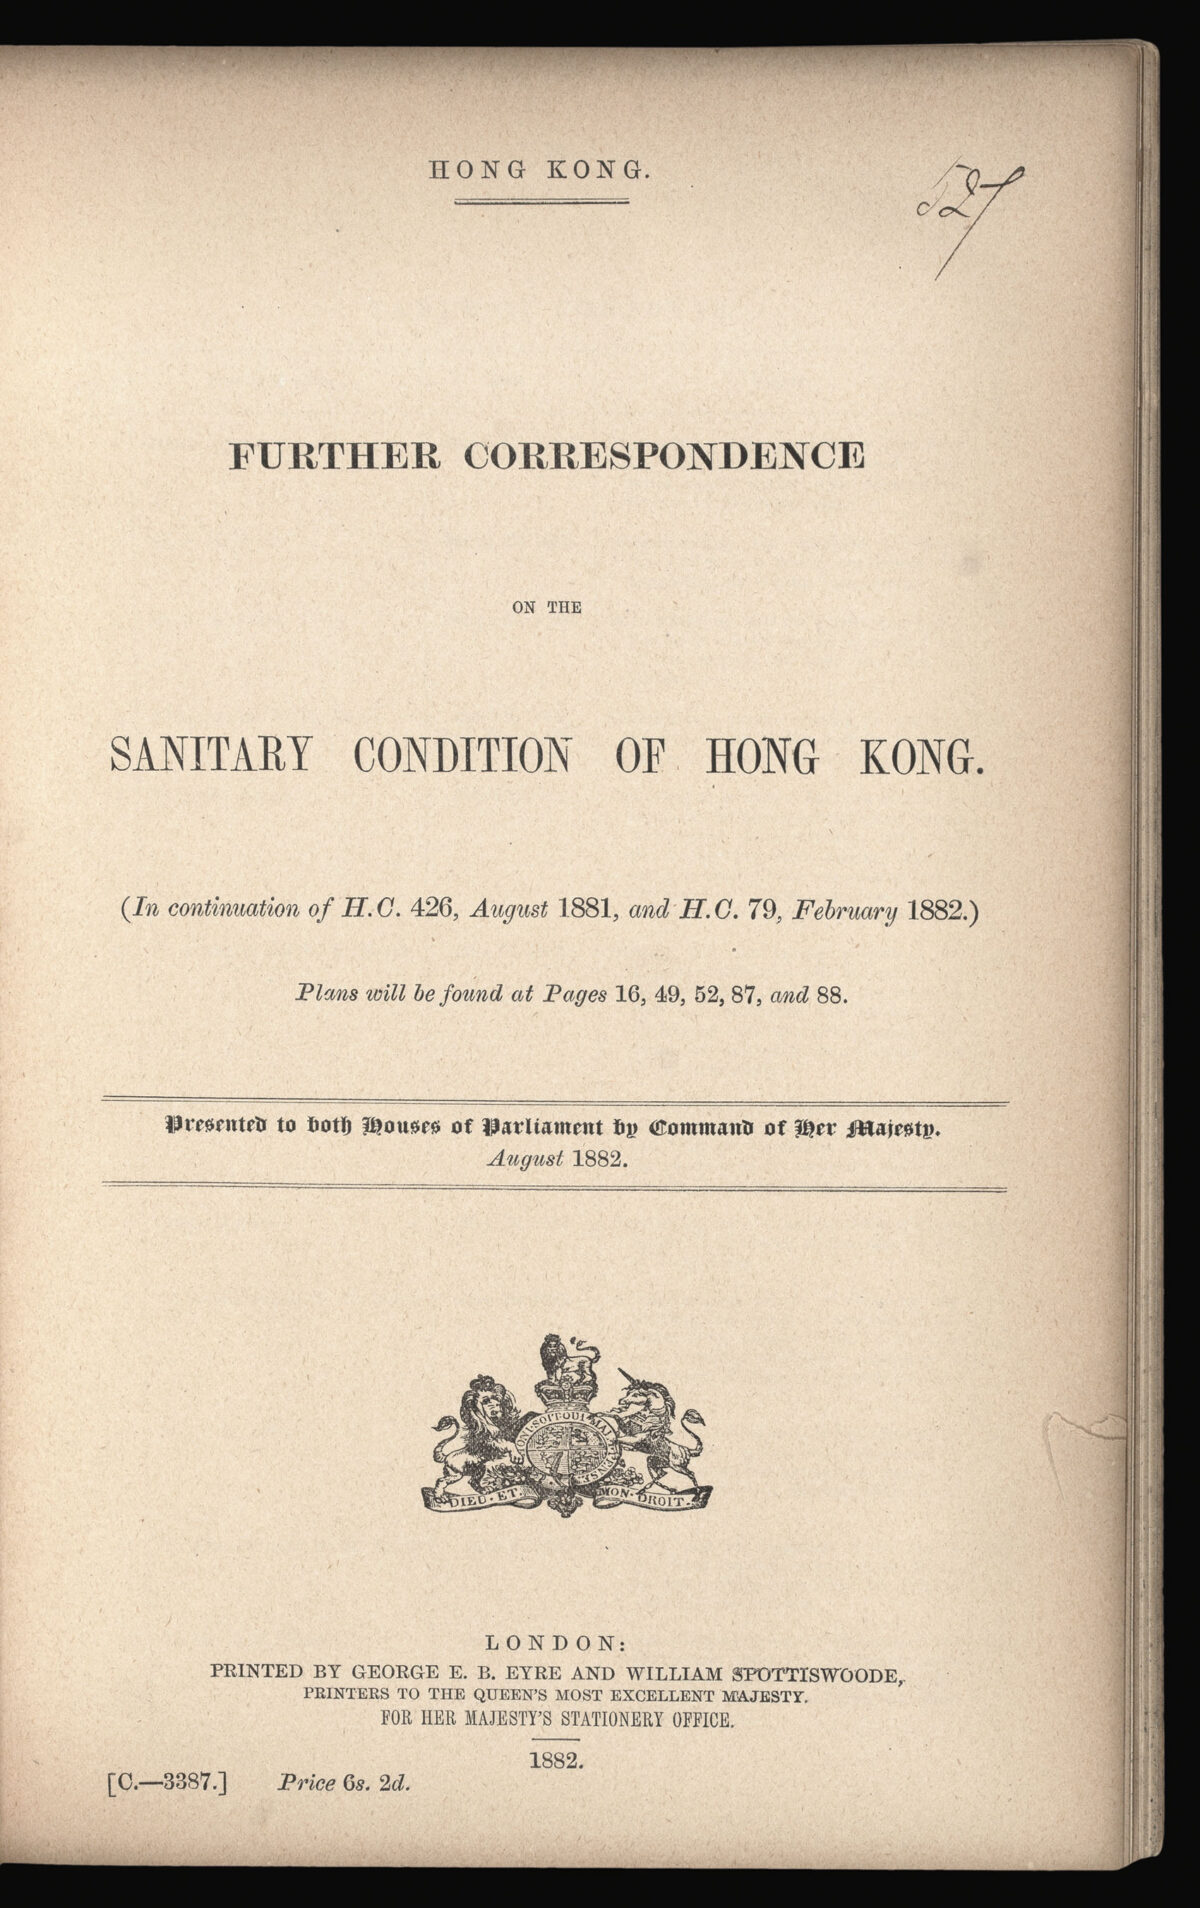 HONG KONG.
527
FURTHER CORRESPONDENCE
ON THE
SANITARY CONDITION OF HONG KONG.
(In continuation of H.C. 426, August 1881, and H.C. 79, February 1882.)
Plans will be found at Pages 16, 49, 52, 87, and 88.
Presented to both Houses of Parliament by Command of Her Majesty.
August 1882.
DIEU·ET· MON·DROIT·
LONDON:
PRINTED BY GEORGE E. B. EYRE AND WILLIAM SPOTTISWOODE,
PRINTERS TO THE QUEEN'S MOST EXCELLENT MAJESTY.
FOR HER MAJESTY'S STATIONERY OFFICE.
1882.
[C.—3387.] Price 6s. 2d.